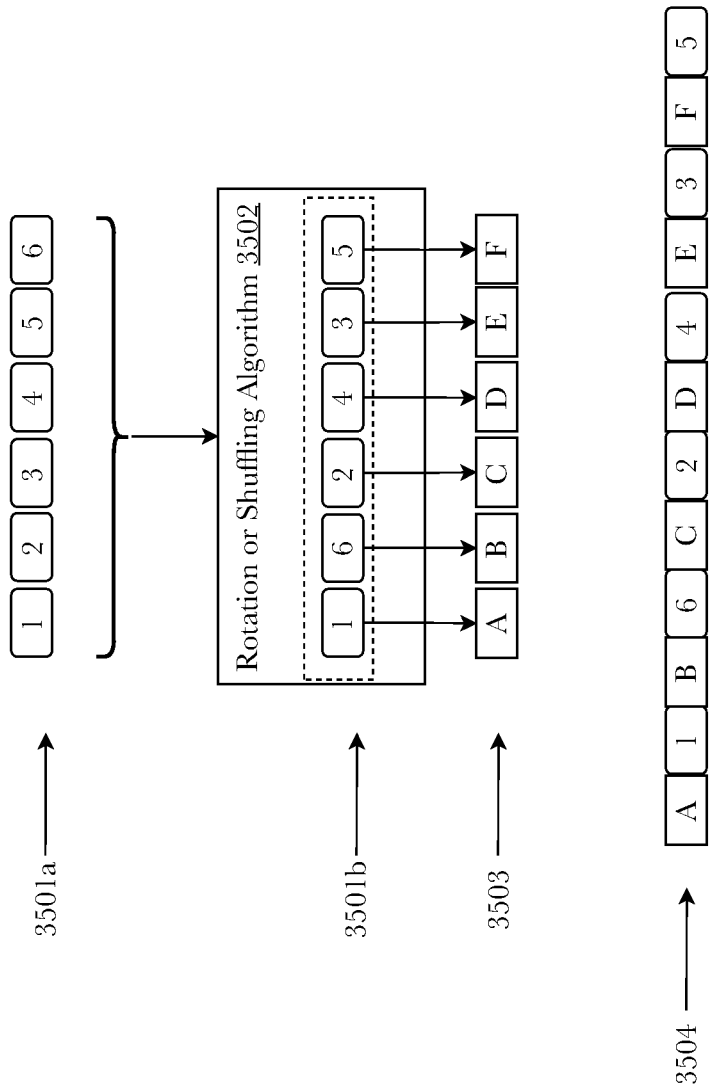 3501a 1 2 3 4 5 6
Rotation or Shuffling Algorithm 3502
3501b 1 6 2 4 3 5
3503 A B C D E F
3504 A 1 B 6 C 2 D 4 E 3 F 5